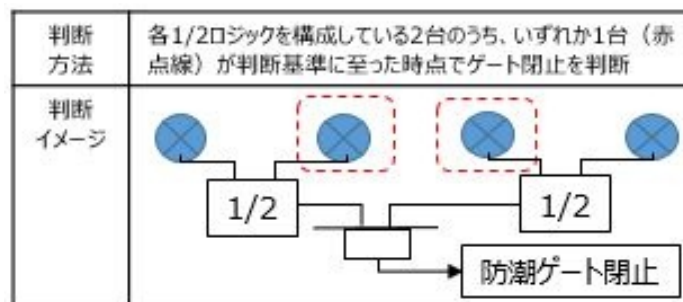 判断
方法
各1/2ロジックを構成している2台のうち、いずれか1台（赤
点線）が判断基準に至った時点でゲート閉止を判断
判断
イメージ
1/2
1/2
防潮ゲート閉止